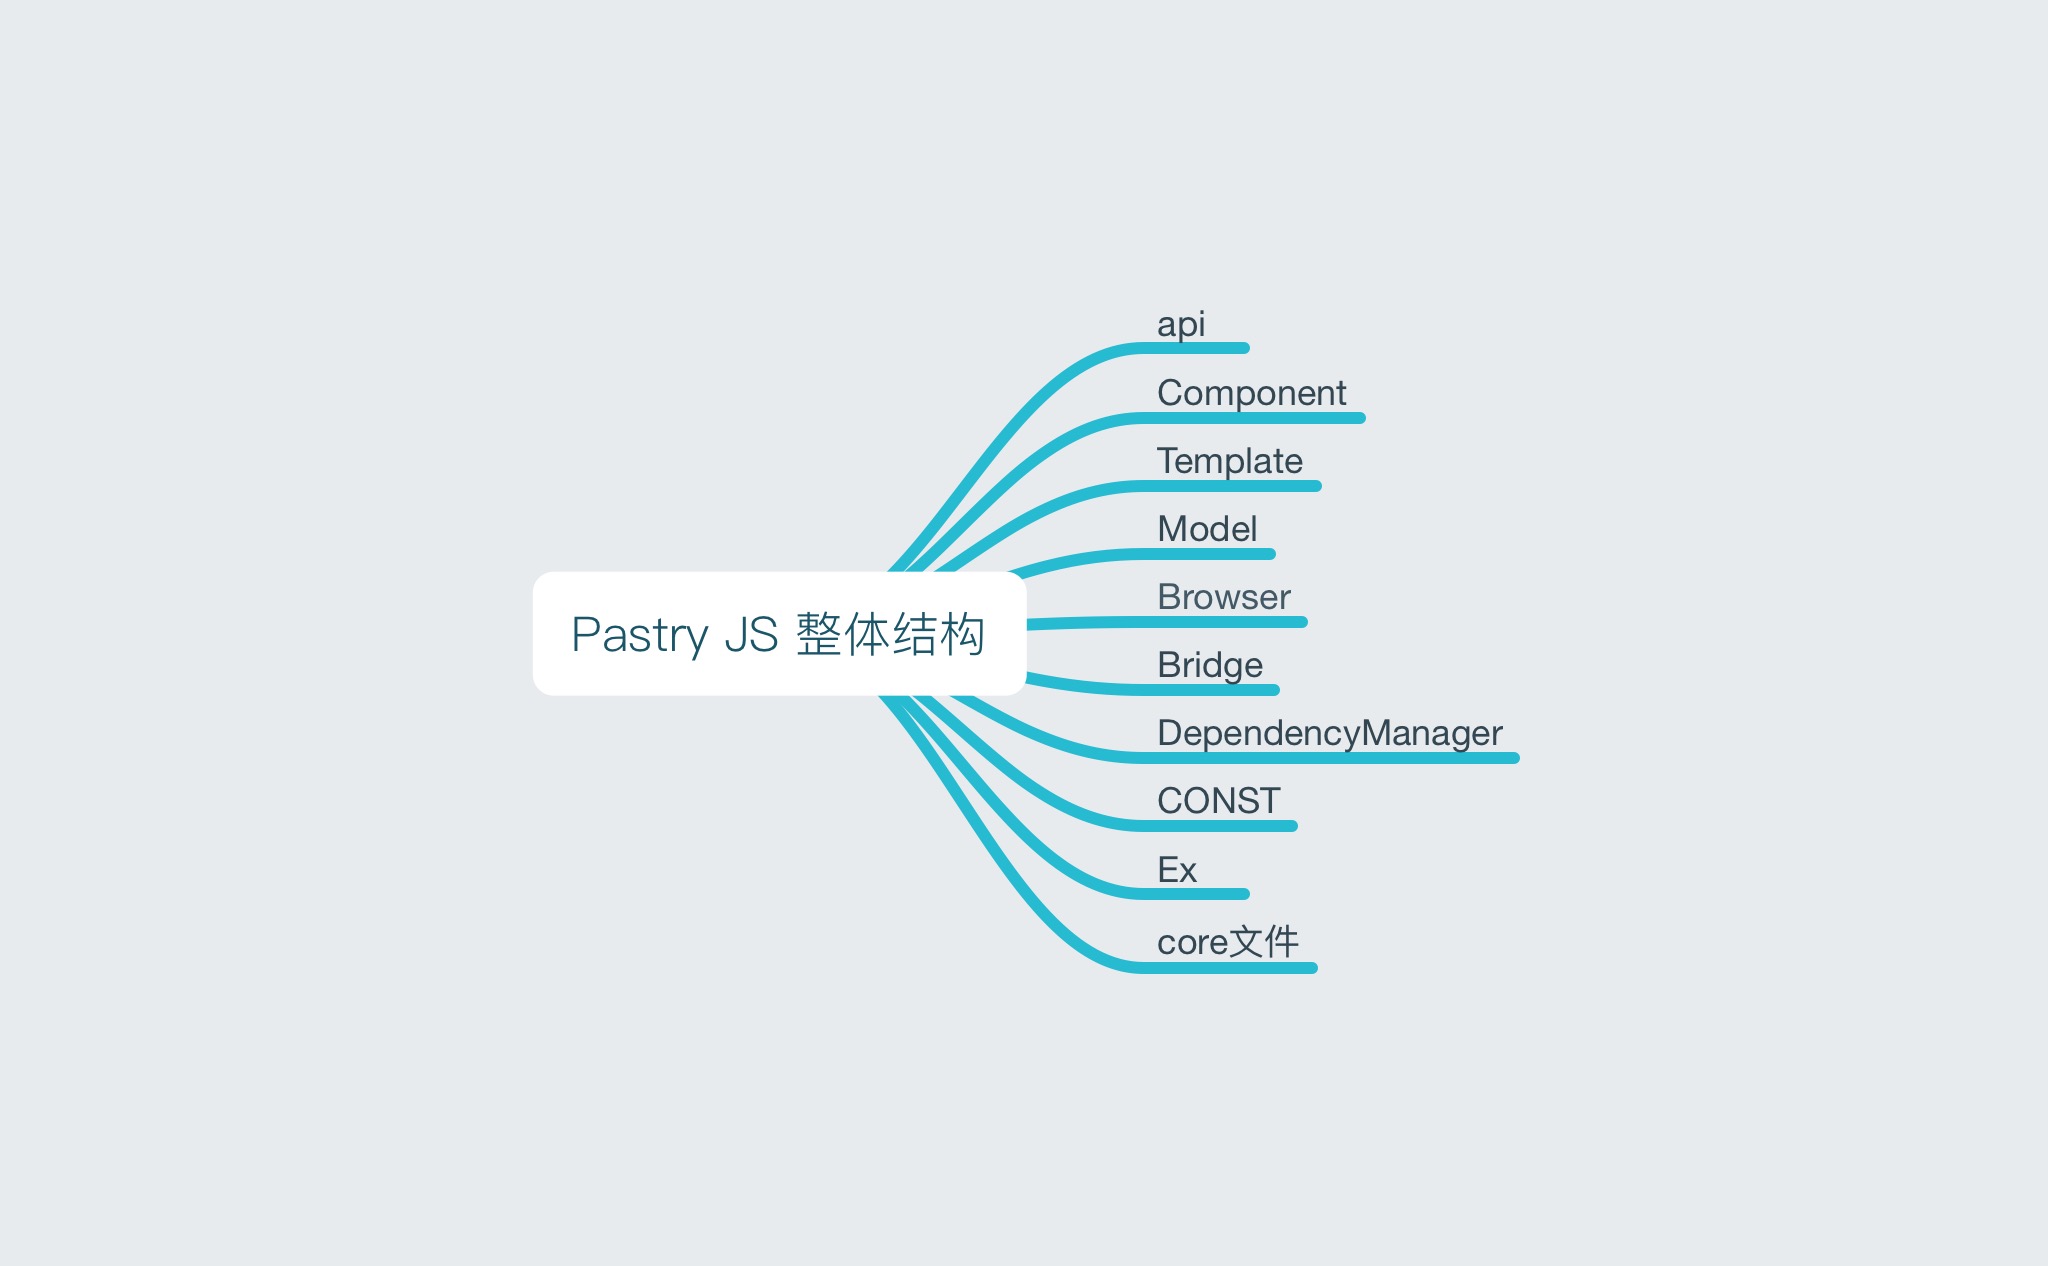 Pastry JS 整体结构
api
Component
Template
Model
Browser
Bridge
DependencyManager
CONST
Ex
core文件